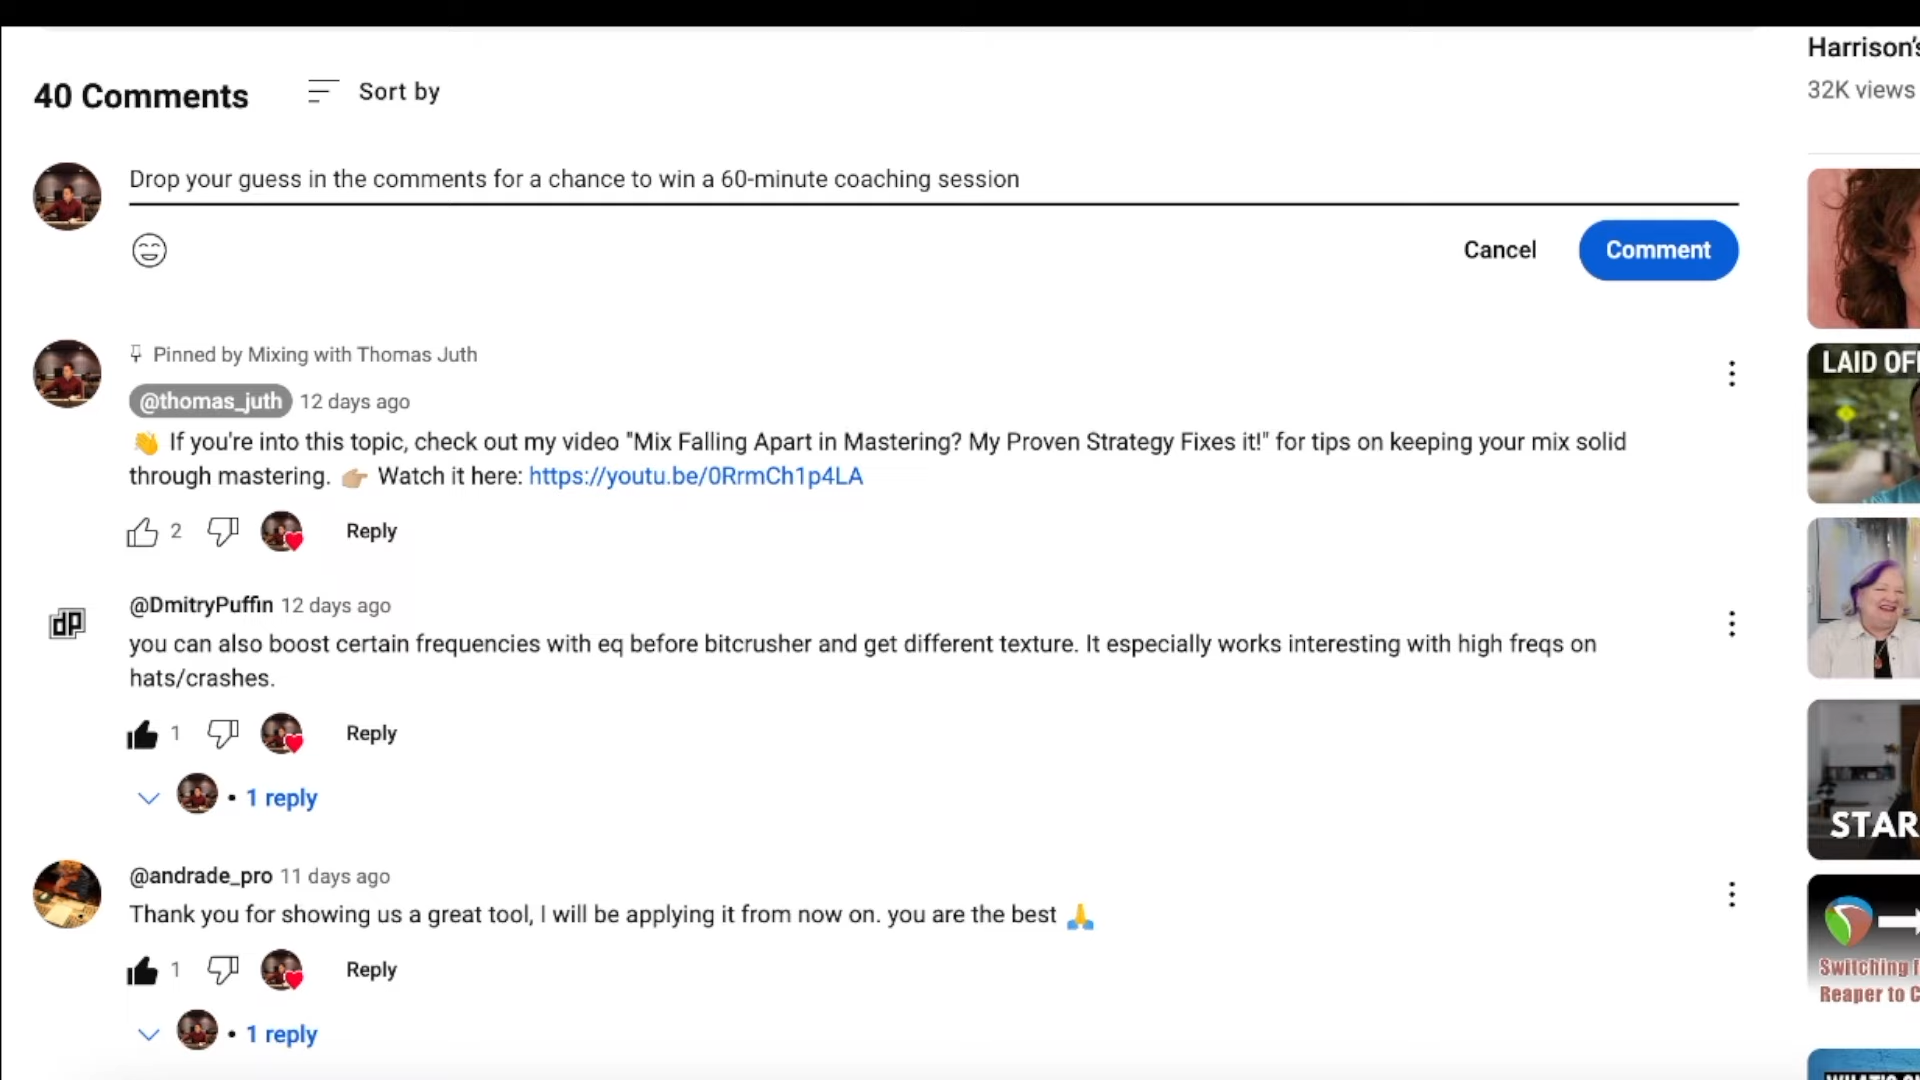 Harrison's
32K views
40 Comments
Sort by
Drop your guess in the comments for a chance to win a 60-minute coaching session
Cancel
Comment
Pinned by Mixing with Thomas Juth
@thomas_juth 12 days ago
👋 If you're into this topic, check out my video "Mix Falling Apart in Mastering? My Proven Strategy Fixes it!" for tips on keeping your mix solid
through mastering. 👉🏼 Watch it here: https://youtu.be/0RrmCh1p4LA
2
Reply
dp
@DmitryPuffin 12 days ago
you can also boost certain frequencies with eq before bitcrusher and get different texture. It especially works interesting with high freqs on
hats/crashes.
1
Reply
• 1 reply
@andrade_pro 11 days ago
Thank you for showing us a great tool, I will be applying it from now on. you are the best 🙏
1
Reply
• 1 reply
LAID OFF
STAR
Switching
Reaper to C